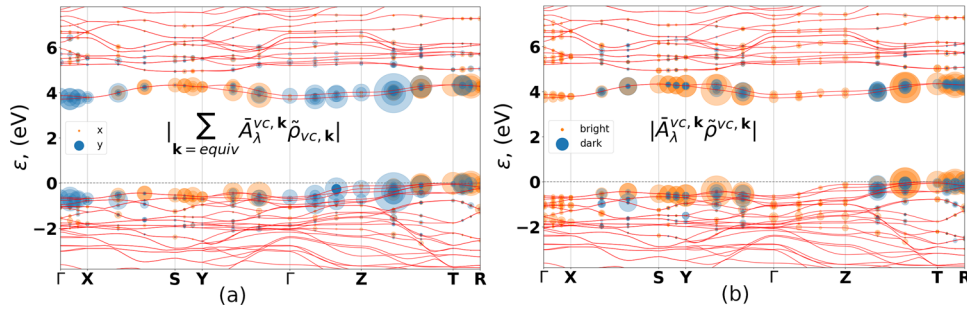 6
4
2
0
−2
ε, (eV)
x
y
| ∑ Ā_λ^{vc, k} ρ̃_{vc, k}|
k = equiv
Γ X S Y Γ Z T R
(a)
6
4
2
0
−2
ε, (eV)
bright
dark
|Ā_λ^{vc, k} ρ̃^{vc, k}|
Γ X S Y Γ Z T R
(b)